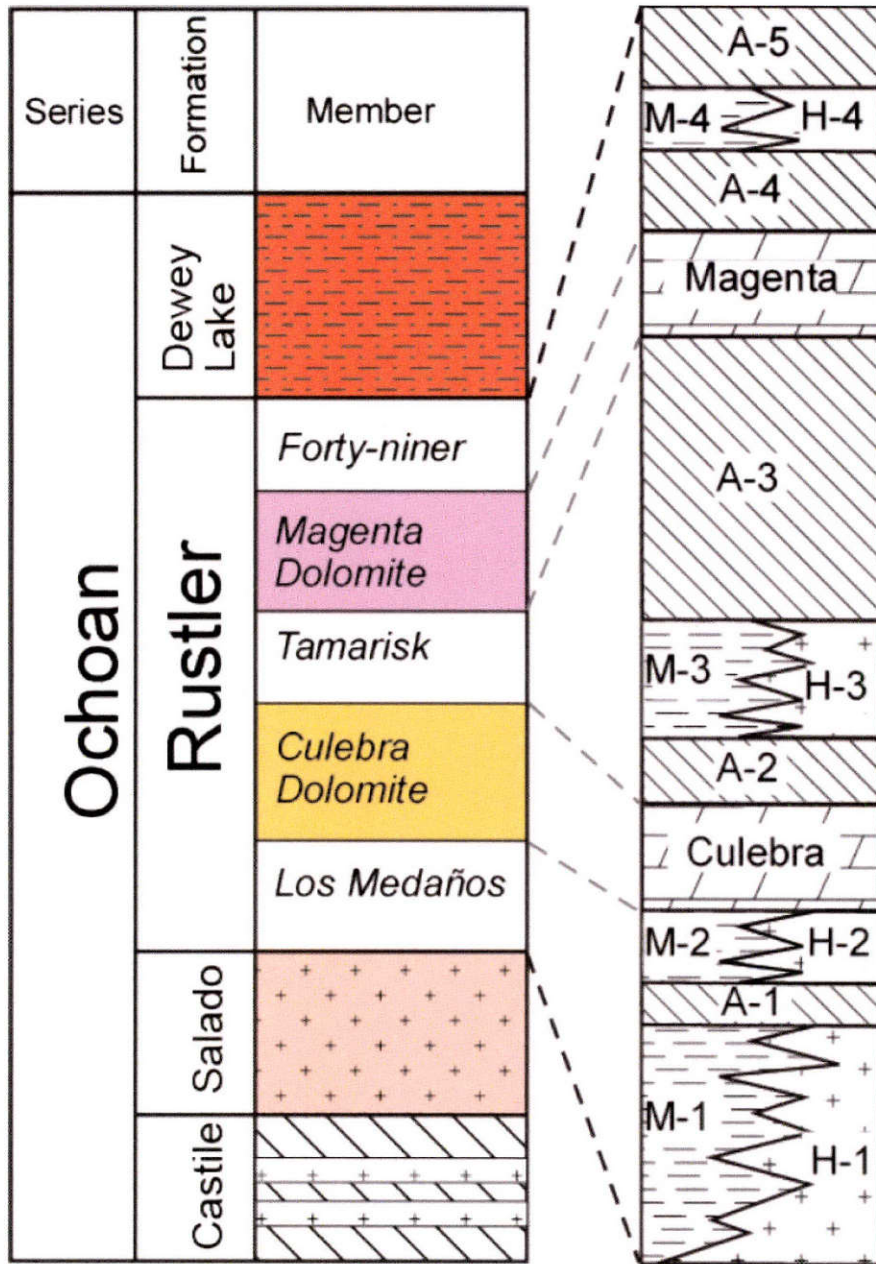 Series
Formation
Member
Ochoan
Dewey
Lake
Rustler
Forty-niner
Magenta
Dolomite
Tamarisk
Culebra
Dolomite
Los Medaños
Salado
Castile
A-5
M-4 H-4
A-4
Magenta
A-3
M-3 H-3
A-2
Culebra
M-2 H-2
A-1
M-1
H-1